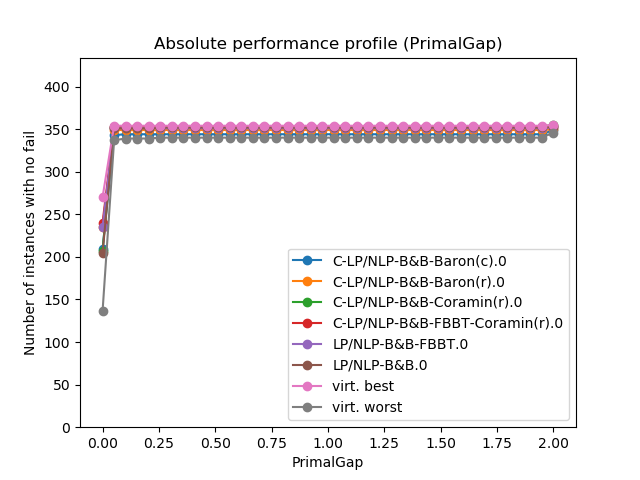 Absolute performance profile (PrimalGap)
Number of instances with no fail
400
350
300
250
200
150
100
50
0
C-LP/NLP-B&B-Baron(c).0
C-LP/NLP-B&B-Baron(r).0
C-LP/NLP-B&B-Coramin(r).0
C-LP/NLP-B&B-FBBT-Coramin(r).0
LP/NLP-B&B-FBBT.0
LP/NLP-B&B.0
virt. best
virt. worst
0.00 0.25 0.50 0.75 1.00 1.25 1.50 1.75 2.00
PrimalGap